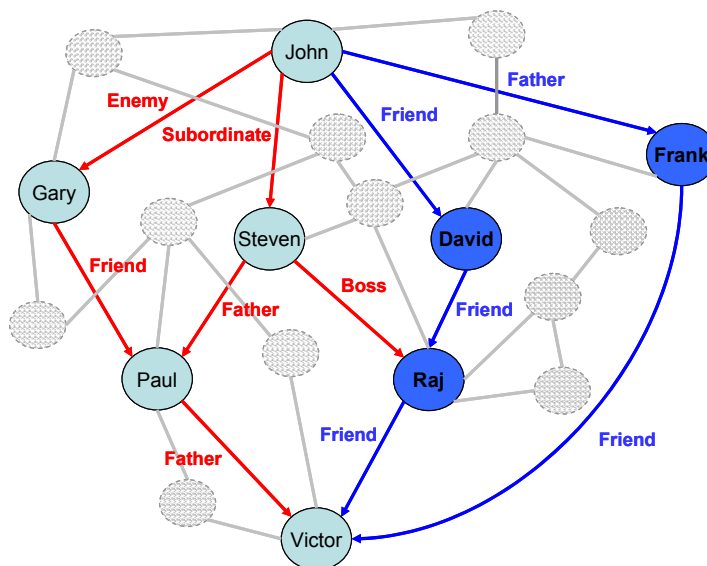 John
Father
Enemy
Friend
Subordinate
Frank
Gary
Steven
David
Friend
Boss
Father
Friend
Paul
Raj
Friend
Friend
Father
Victor